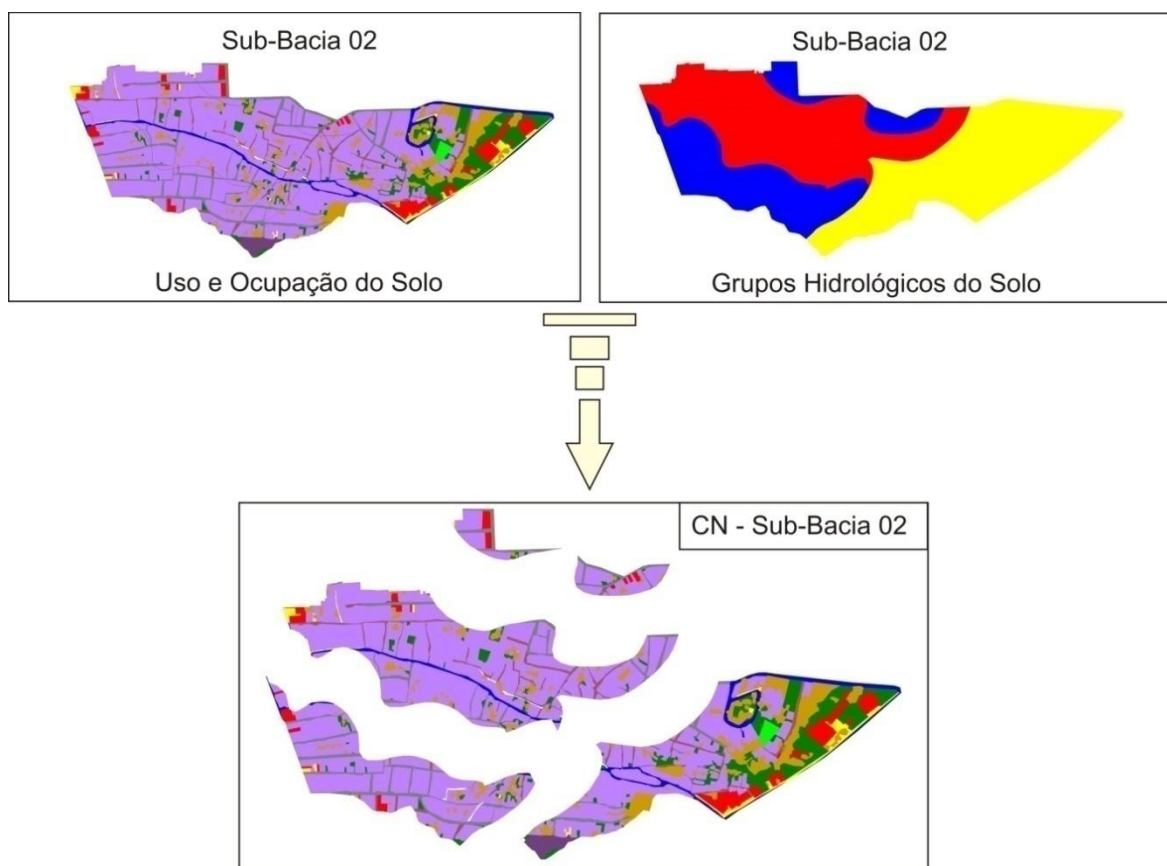 Sub-Bacia 02
Uso e Ocupação do Solo
Sub-Bacia 02
Grupos Hidrológicos do Solo
CN - Sub-Bacia 02